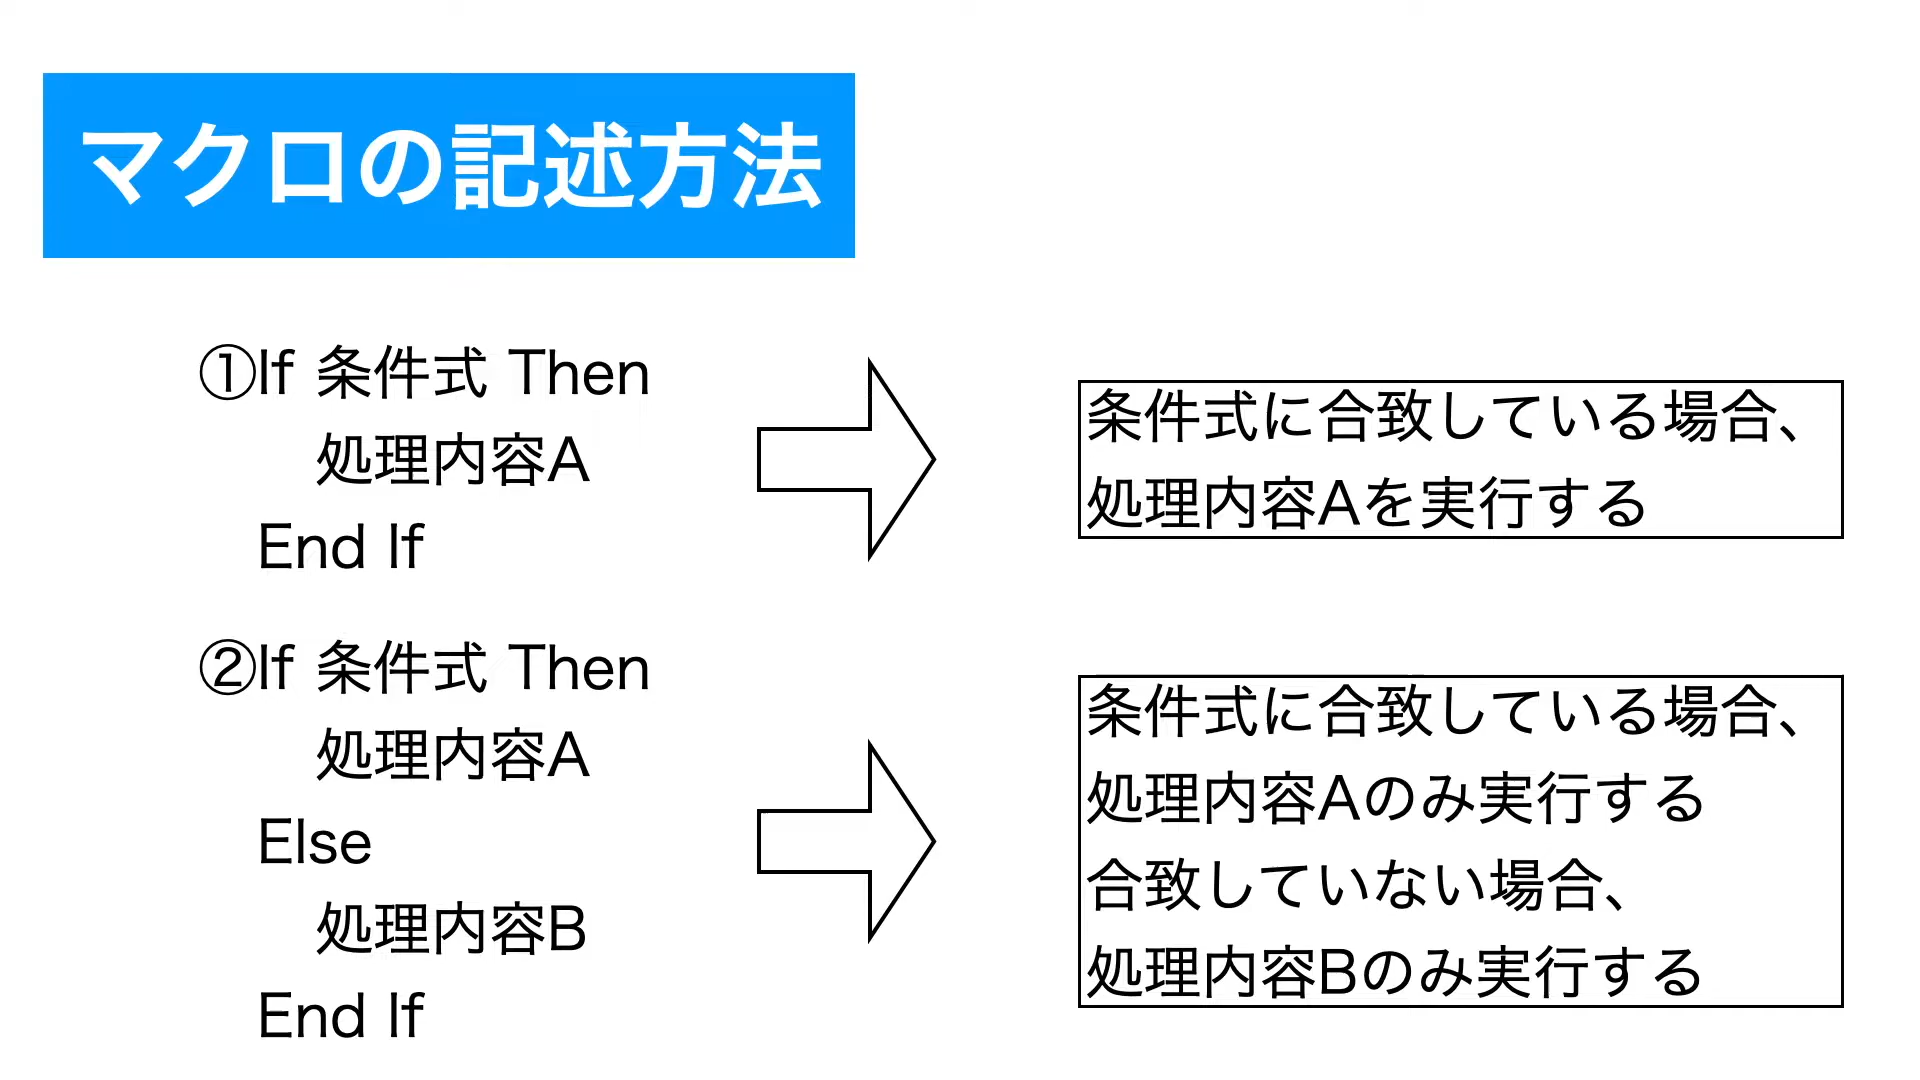 マクロの記述方法
①If 条件式 Then
処理内容A
End If
条件式に合致している場合、
処理内容Aを実行する
②If 条件式 Then
処理内容A
Else
処理内容B
End If
条件式に合致している場合、
処理内容Aのみ実行する
合致していない場合、
処理内容Bのみ実行する